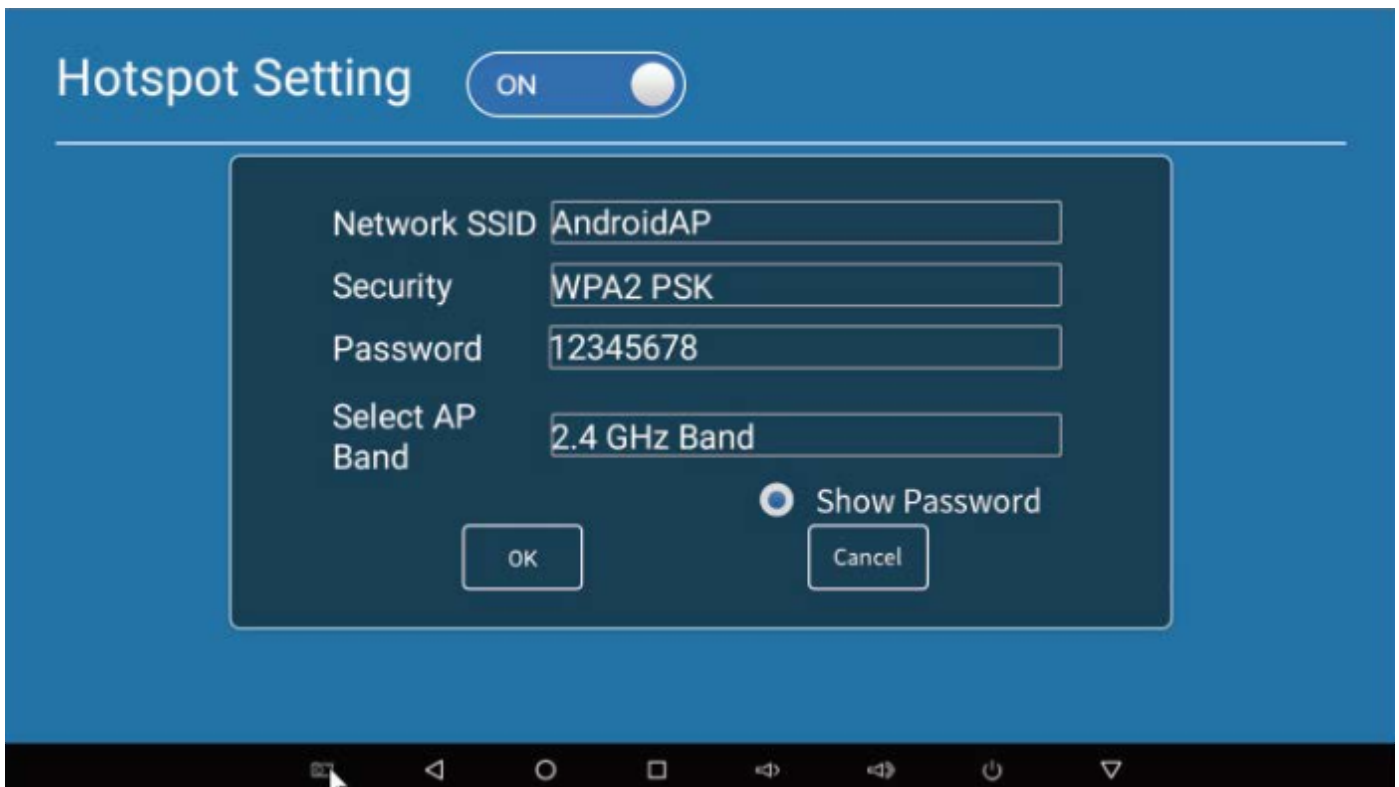 Hotspot Setting ON
Network SSID AndroidAP
Security WPA2 PSK
Password 12345678
Select AP
Band 2.4 GHz Band
Show Password
OK Cancel